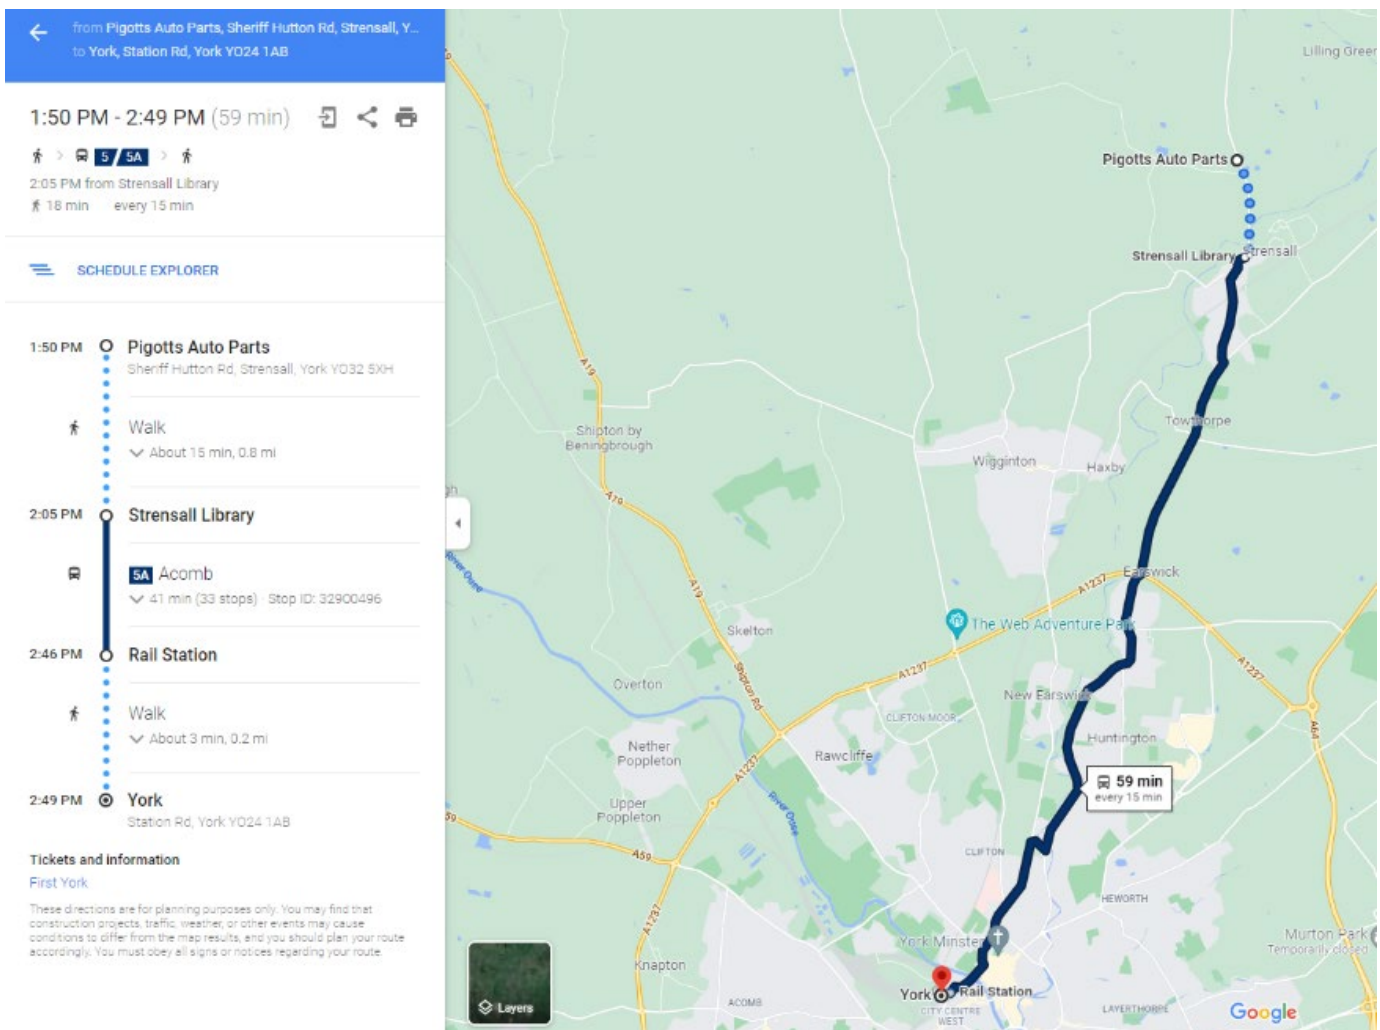 from Pigotts Auto Parts, Sheriff Hutton Rd, Strensall, Y...
to York, Station Rd, York YO24 1AB
1:50 PM - 2:49 PM (59 min)
5 / 5A
2:05 PM from Strensall Library
18 min every 15 min
SCHEDULE EXPLORER
1:50 PM Pigotts Auto Parts
Sheriff Hutton Rd, Strensall, York YO32 5XH
Walk
About 15 min, 0.8 mi
2:05 PM Strensall Library
5A Acomb
41 min (33 stops) · Stop ID: 32900496
2:46 PM Rail Station
Walk
About 3 min, 0.2 mi
2:49 PM York
Station Rd, York YO24 1AB
Tickets and information
First York
These directions are for planning purposes only. You may find that
construction projects, traffic, weather, or other events may cause
conditions to differ from the map results, and you should plan your route
accordingly. You must obey all signs or notices regarding your route
Lilling Green
Pigotts Auto Parts
Strensall Library
Strensall
A19
Shipton by
Beningbrough
Towthorpe
Wigginton
Haxby
A19
River Ouse
Earswick
A1237
A19
The Web Adventure Park
Skelton
A1237
A1237
Shipton Rd
Overton
New Earswick
CLIFTON MOOR
A64
Nether
Poppleton
Rawcliffe
Huntington
A1237
59 min
every 15 min
River Ouse
Upper
Poppleton
A59
CLIFTON
HEWORTH
A1237
York Minster
Murton Park
Temporarily closed
Knapton
York
Rail Station
ACOMB
CITY CENTRE
WEST
LAYERTHORPE
Layers
Google